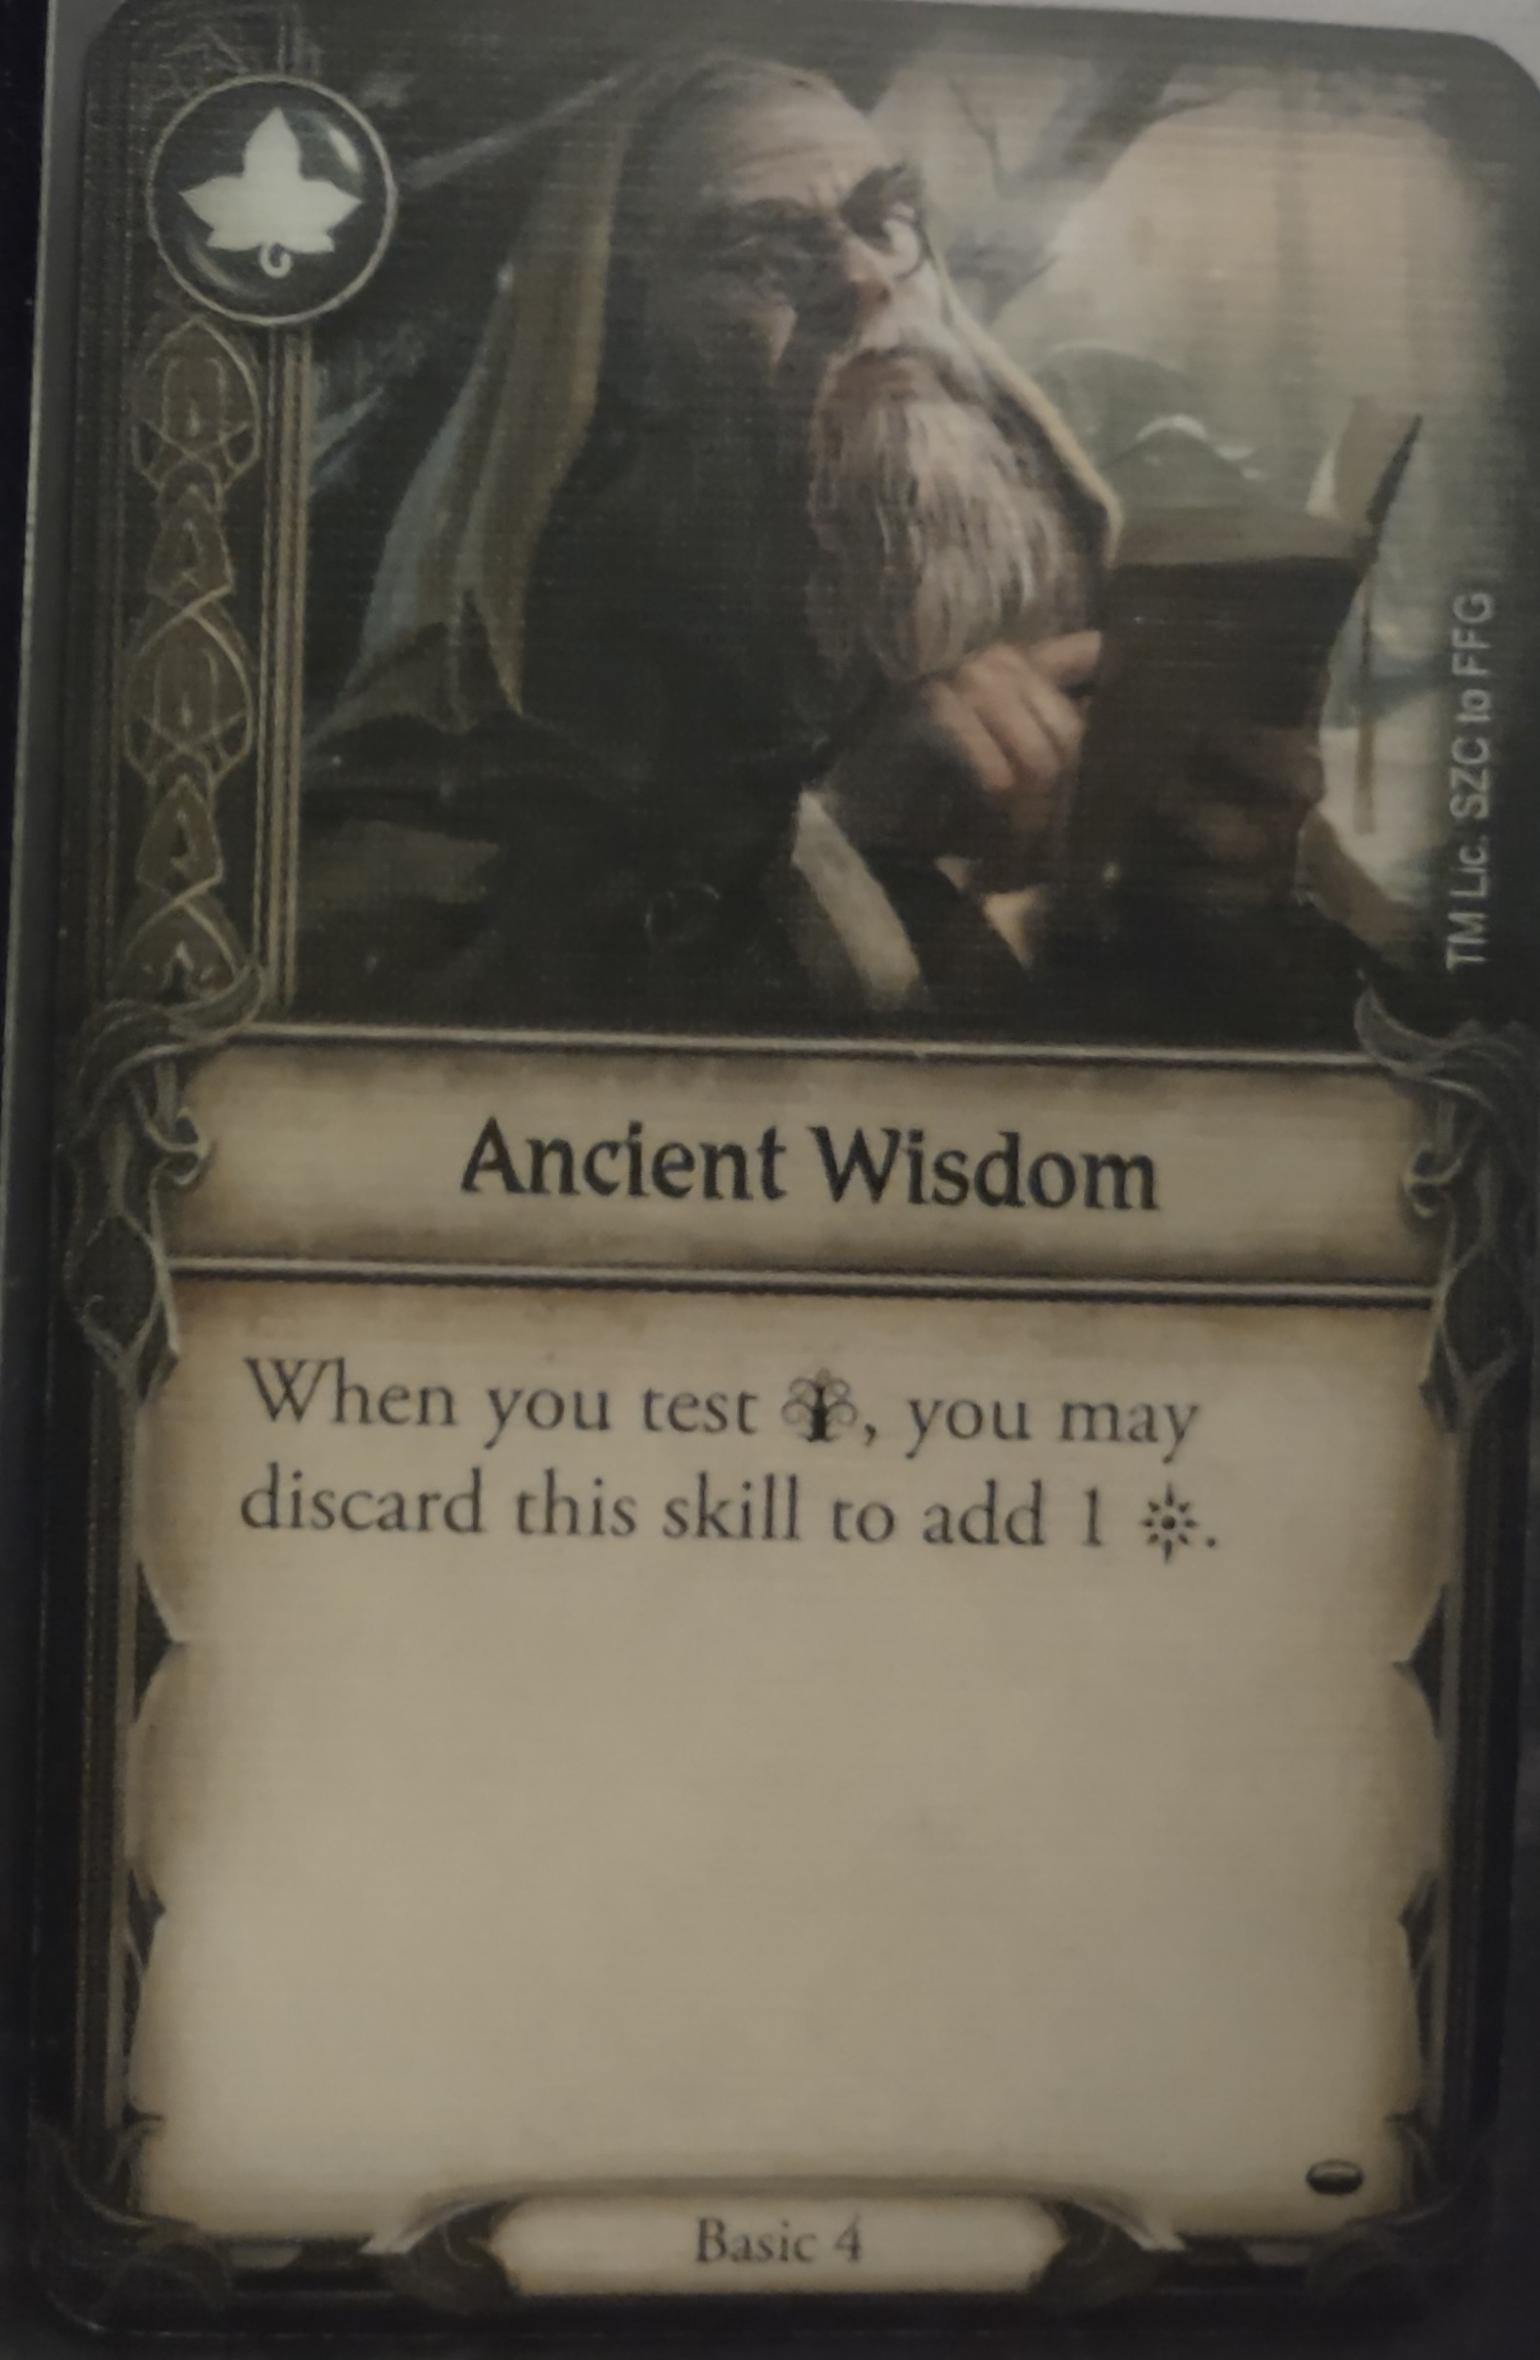 TM Lic. SZC to FFG
Ancient Wisdom
When you test , you may
discard this skill to add 1 .
Basic 4